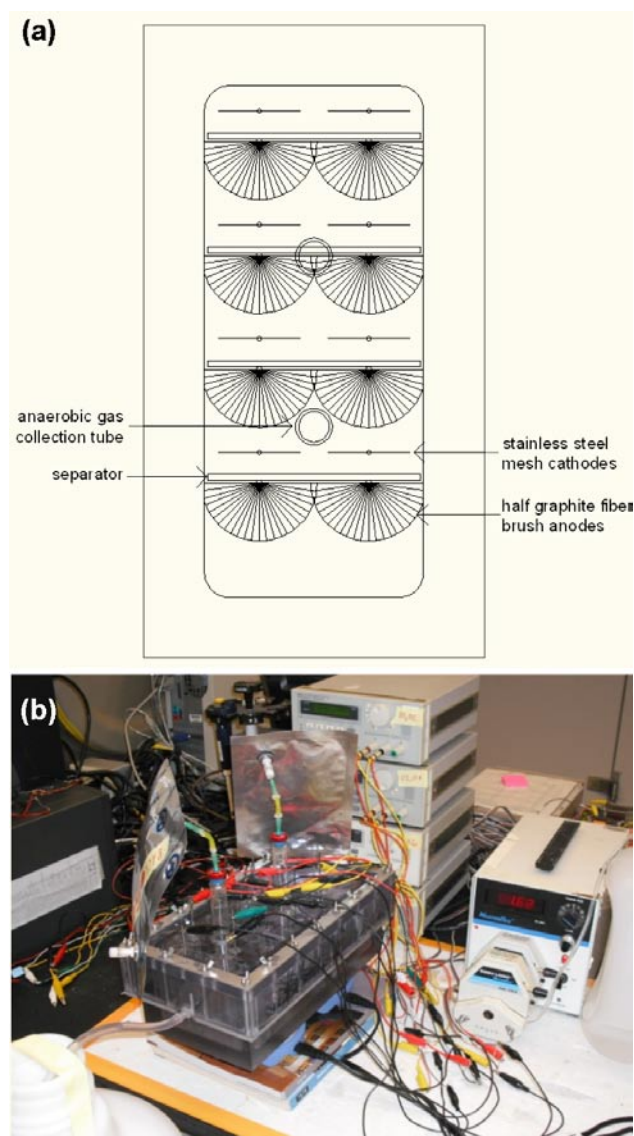 (a)
anaerobic gas
collection tube
separator
stainless steel
mesh cathodes
half graphite fiber
brush anodes
(b)